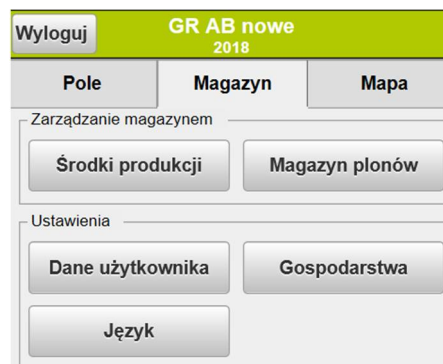 Wyloguj
GR AB nowe
2018
Pole Magazyn Mapa
Zarządzanie magazynem
Środki produkcji Magazyn plonów
Ustawienia
Dane użytkownika Gospodarstwa
Język